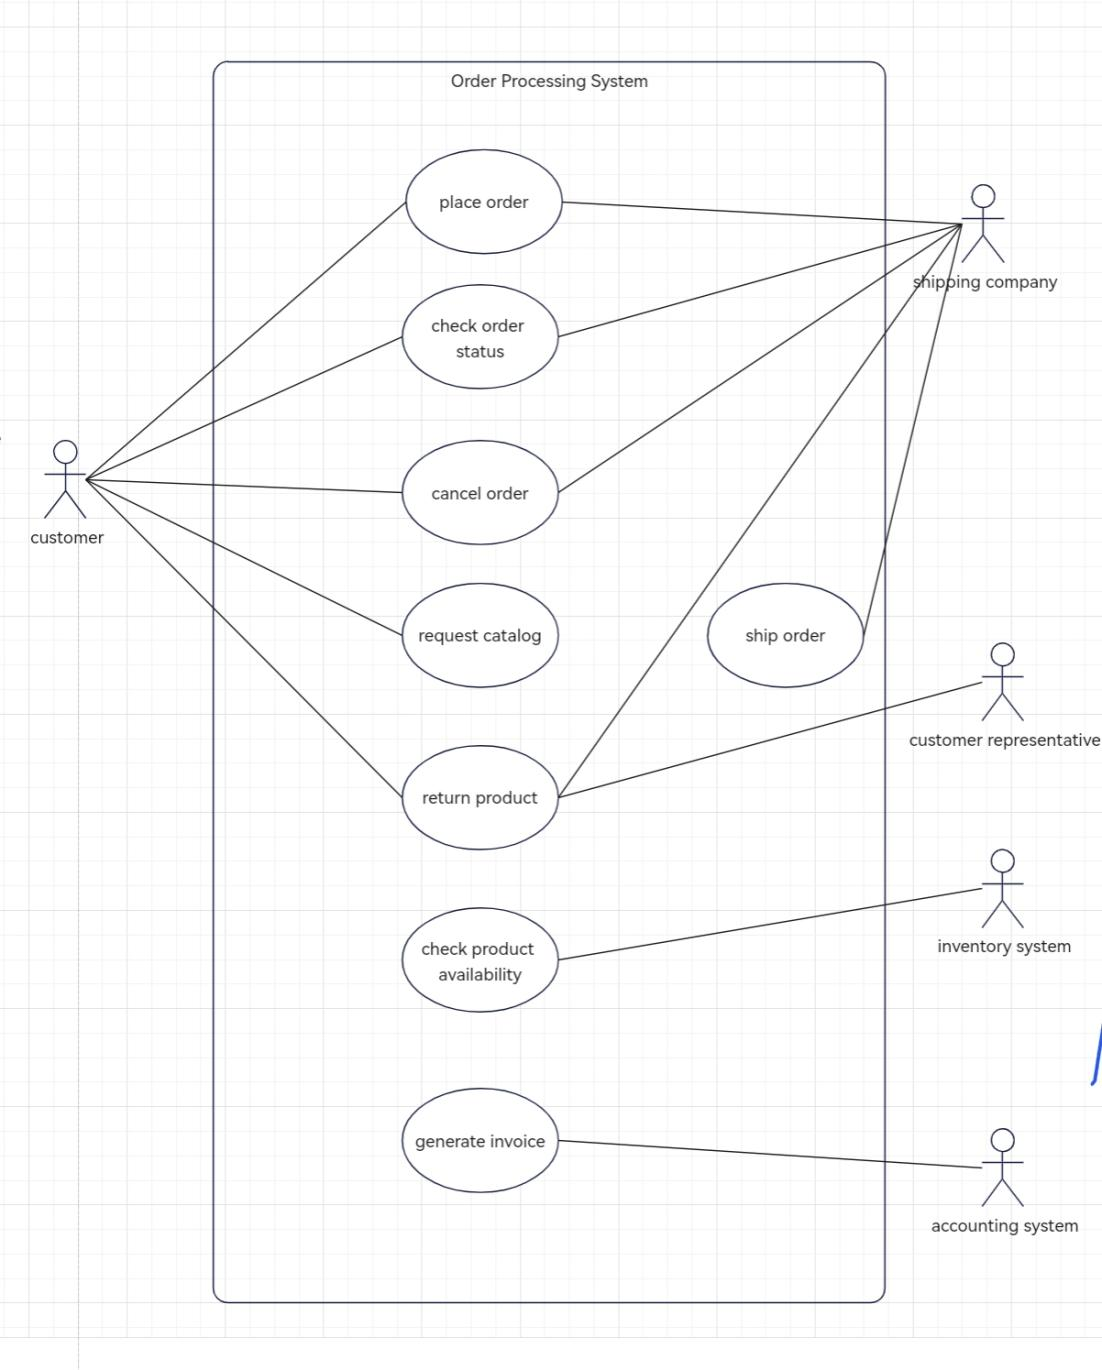 Order Processing System
place order
shipping company
check order
status
customer
cancel order
request catalog
ship order
customer representative
return product
inventory system
check product
availability
generate invoice
accounting system